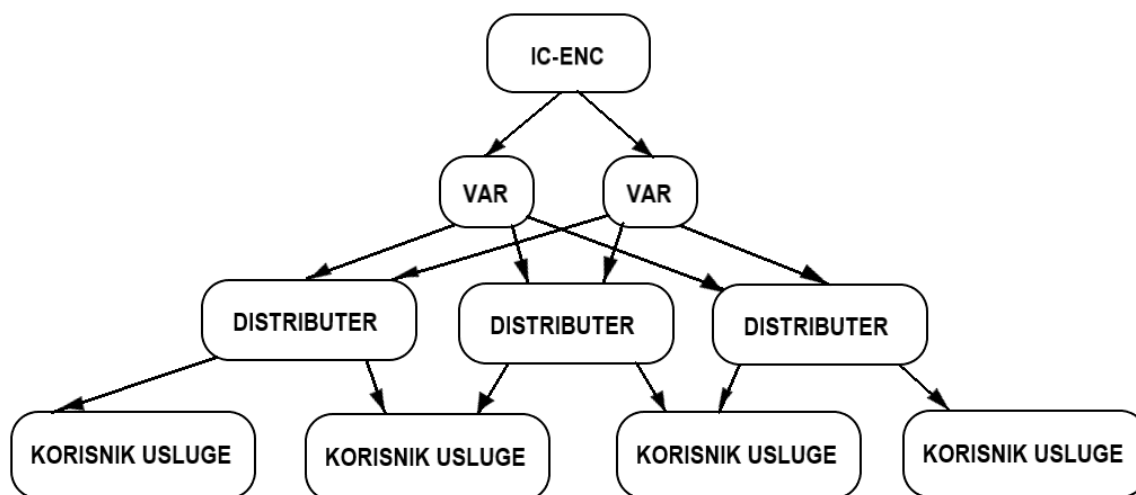 IC-ENC
VAR
VAR
DISTRIBUTER
DISTRIBUTER
DISTRIBUTER
KORISNIK USLUGE
KORISNIK USLUGE
KORISNIK USLUGE
KORISNIK USLUGE